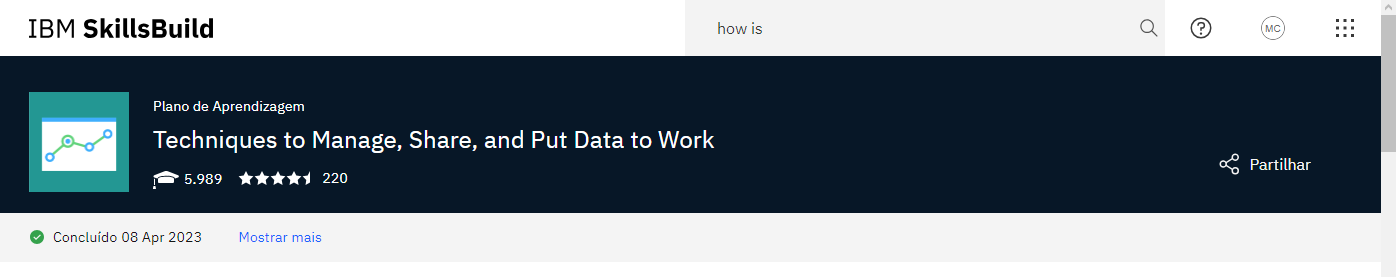 IBM SkillsBuild
how is
MC
Plano de Aprendizagem
Techniques to Manage, Share, and Put Data to Work
5.989 220
Partilhar
Concluído 08 Apr 2023 Mostrar mais